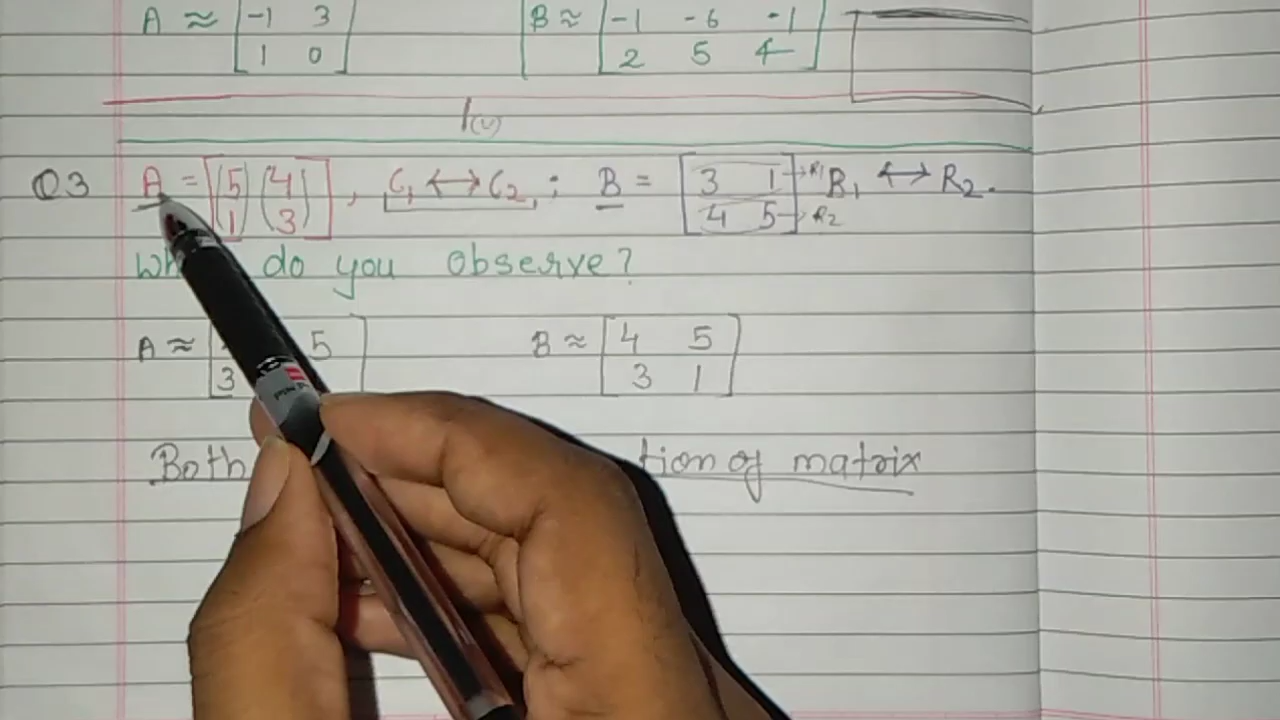 A ≈ [-1 3 B ≈ [-1 -6 -1
1 0] 2 5 4]
(v)
Q3 A = [5 4 , C₁ ↔ C₂ ; B = [3 1 → R₁ R₁ ↔ R₂.
1 3] 4 5] → R₂
do you observe?
A ≈ [ 5 B ≈ [4 5
3 3 1]
Both tion of matrix